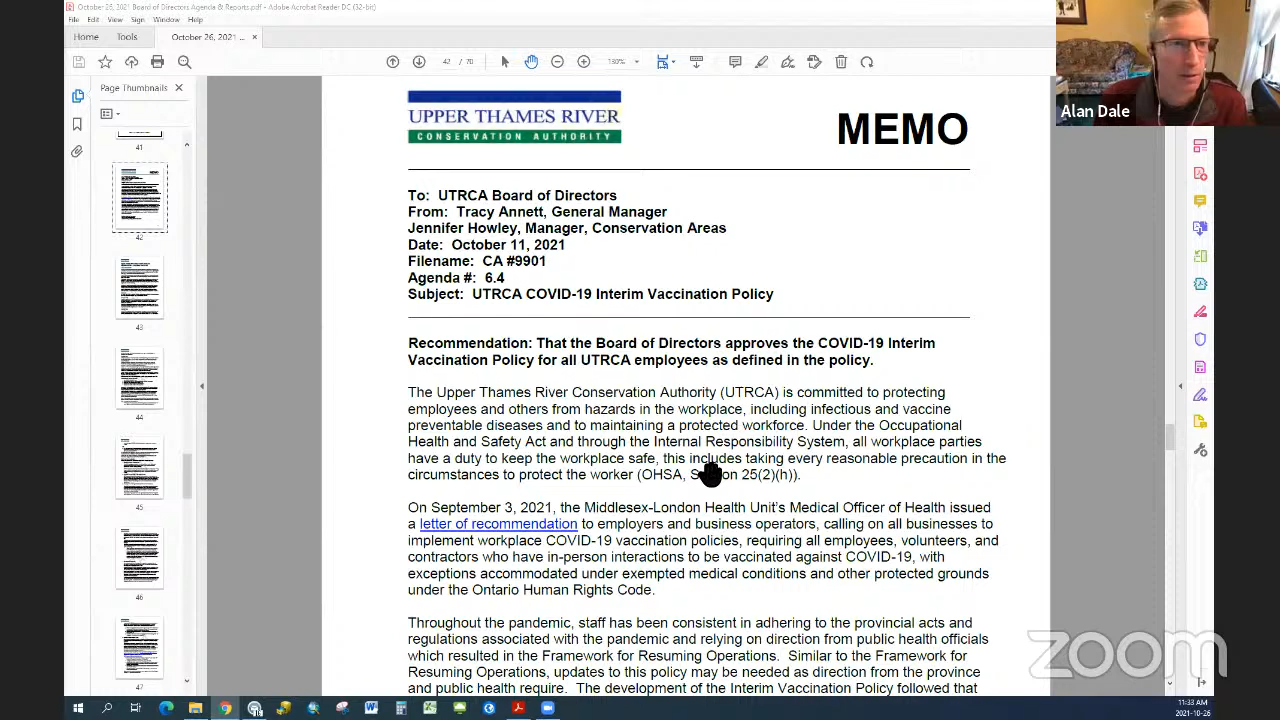 October 26, 2021 Board of Directors Agenda & Reports.pdf - Adobe Acrobat Reader DC (32-bit)
File Edit View Sign Window Help
Home Tools October 26, 2021 ... ×
42 / 70 130%
Page Thumbnails
41
42
43
44
45
46
47
UPPER THAMES RIVER
CONSERVATION AUTHORITY
MEMO
To: UTRCA Board of Directors
From: Tracy Annett, General Manager
Jennifer Howley, Manager, Conservation Areas
Date: October 11, 2021
Filename: CA #9901
Agenda #: 6.4
Subject: UTRCA COVID-19 Interim Vaccination Policy
Recommendation: That the Board of Directors approves the COVID-19 Interim
Vaccination Policy for all UTRCA employees as defined in the policy.
The Upper Thames River Conservation Authority (UTRCA) is committed to protecting
employees and others from hazards in the workplace, including infectious and vaccine
preventable diseases and to maintaining a protected workforce. Under the Occupational
Health and Safety Act and through the Internal Responsibility System, all workplace parties
have a duty to keep the workplace safe, this includes taking every reasonable precaution in the
circumstances to protect a worker (OHSA, (h)).
On September 3, 2021, the Middlesex-London Health Unit's Medical Officer of Health issued
a letter of recommendation to employers and business operators calling on all businesses to
implement workplace COVID-19 vaccination policies, requiring all employees, volunteers, and
contractors who have in-person interactions to be vaccinated against COVID-19, with
exceptions accommodated under exempted medical conditions and other protected grounds
under the Ontario Human Rights Code.
Throughout the pandemic staff has been consistent adhering to the provincial acts and
regulations associated to the pandemic and relying on direction from public health officials
which resulted in the Framework for Resuming Operations. Similar to the Framework for
Resuming Operations, updates to this policy may be needed as direction from the province
and public health require. The development of the Interim Vaccination Policy followed that
Alan Dale
zoom
11:33 AM
2021-10-26